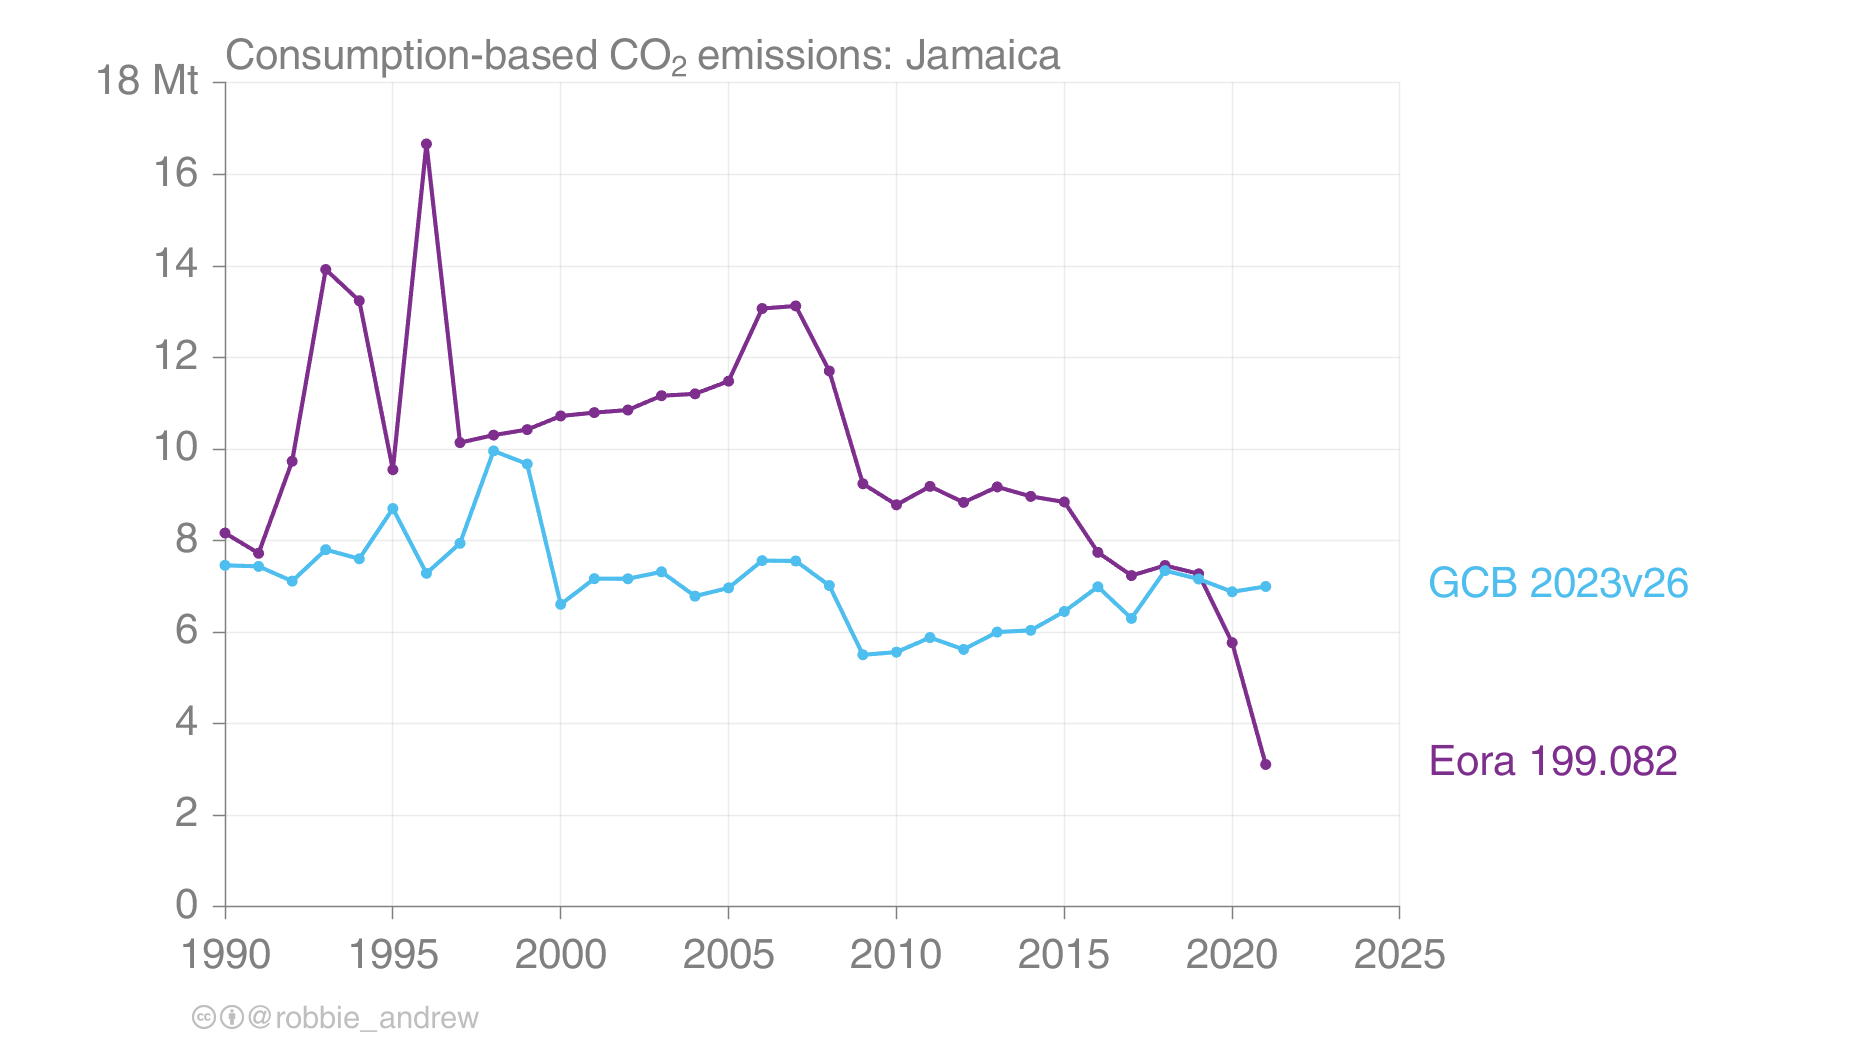 Consumption-based CO₂ emissions: Jamaica
18 Mt
16
14
12
10
8
6
4
2
0
1990 1995 2000 2005 2010 2015 2020 2025
GCB 2023v26
Eora 199.082
cc @robbie_andrew